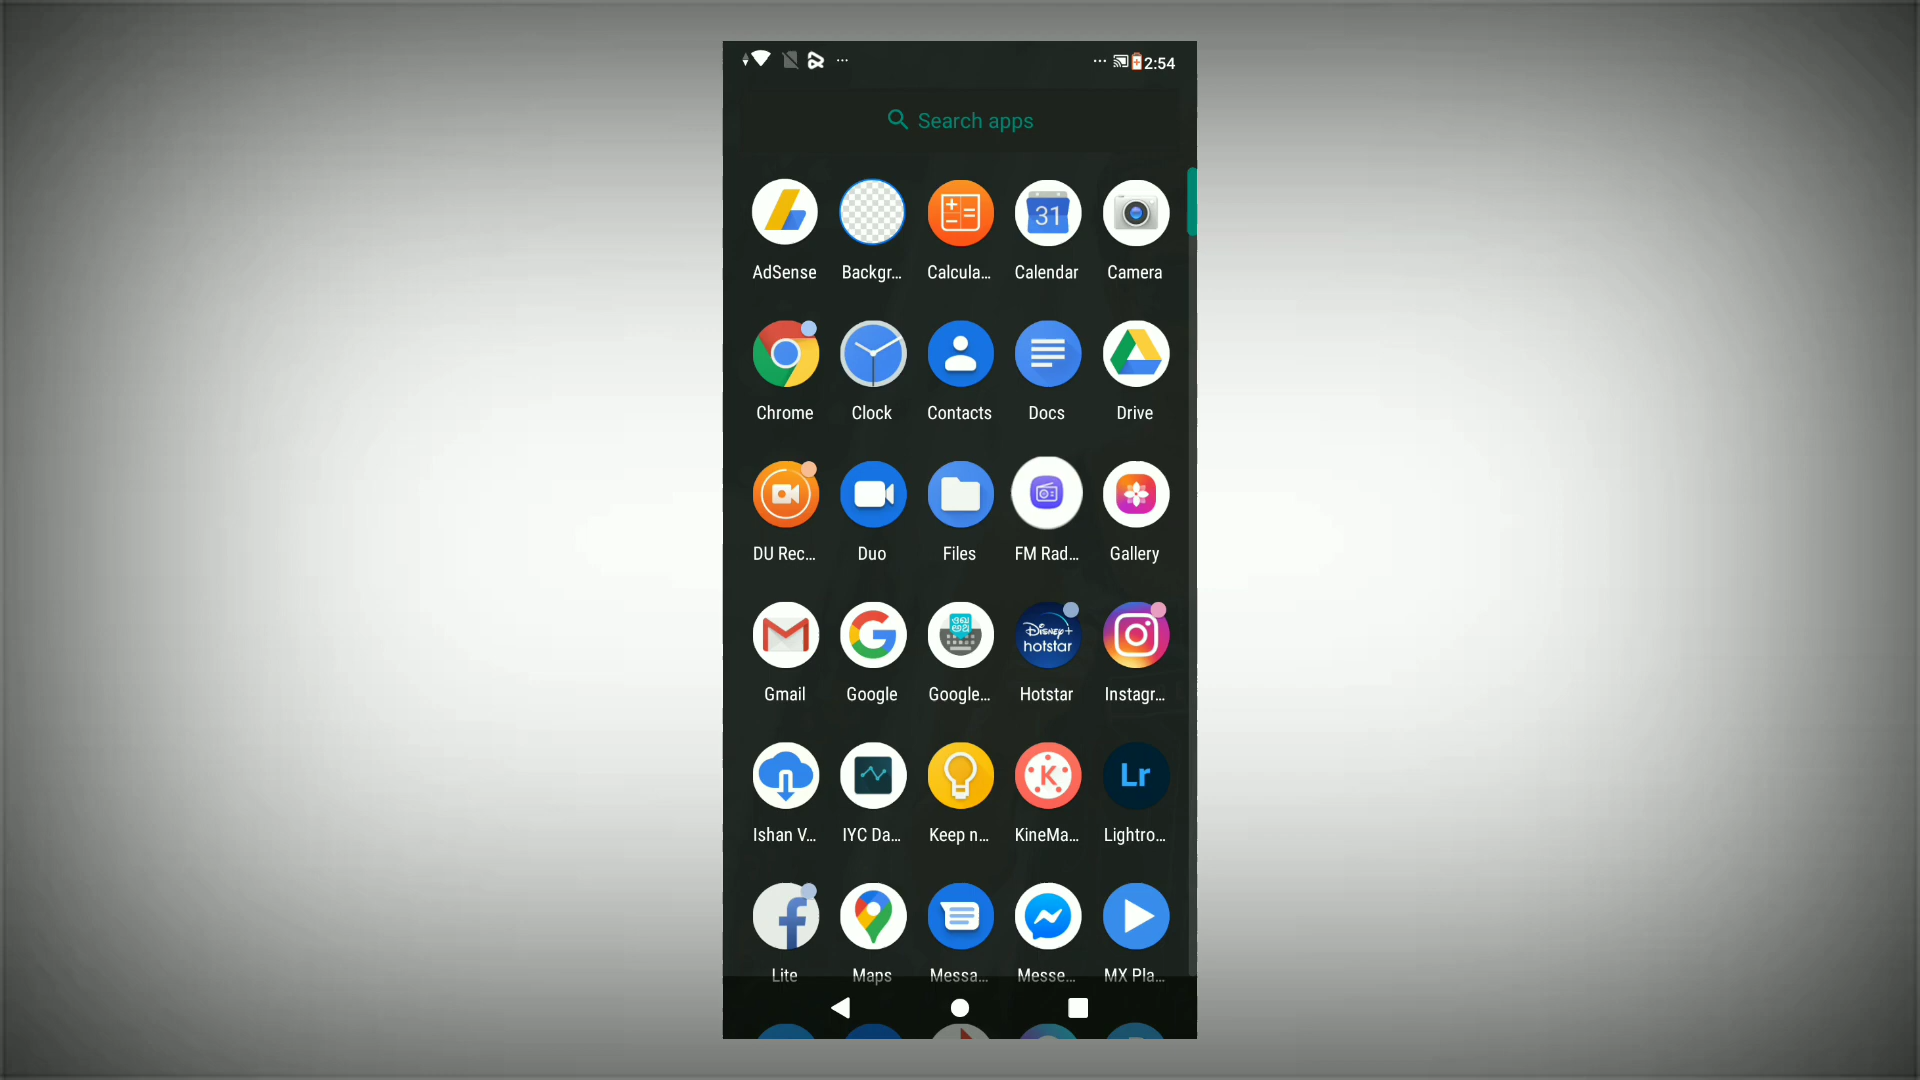 2:54
Search apps
31
AdSense Backgr... Calcula... Calendar Camera
Chrome Clock Contacts Docs Drive
DU Rec... Duo Files FM Rad... Gallery
Disney+
hotstar
Gmail Google Google... Hotstar Instagr...
K Lr
Ishan V... IYC Da... Keep n... KineMa... Lightro...
Lite Maps Messa... Messe... MX Pla...